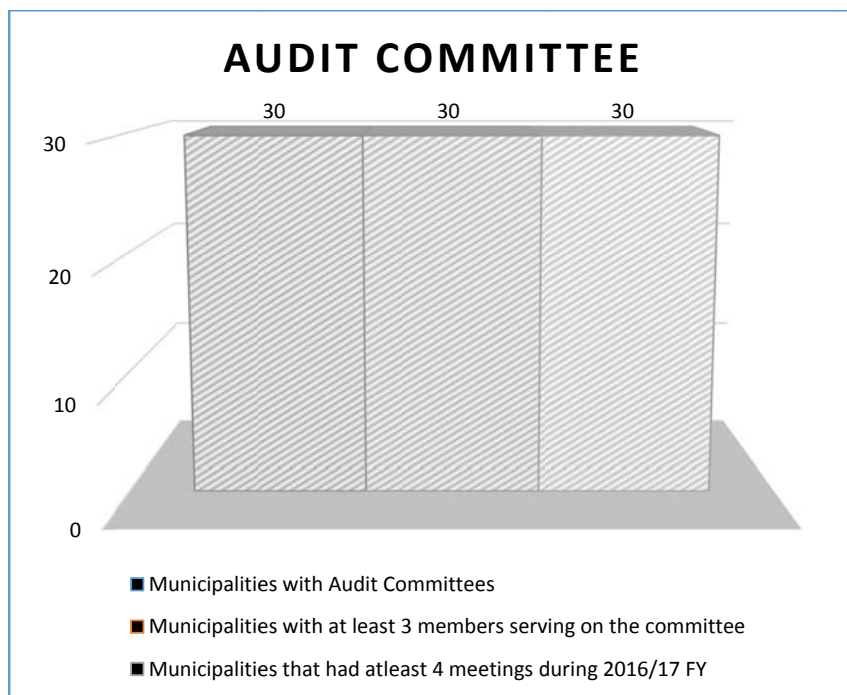 AUDIT COMMITTEE
30 30 30
30
20
10
0
Municipalities with Audit Committees
Municipalities with at least 3 members serving on the committee
Municipalities that had atleast 4 meetings during 2016/17 FY